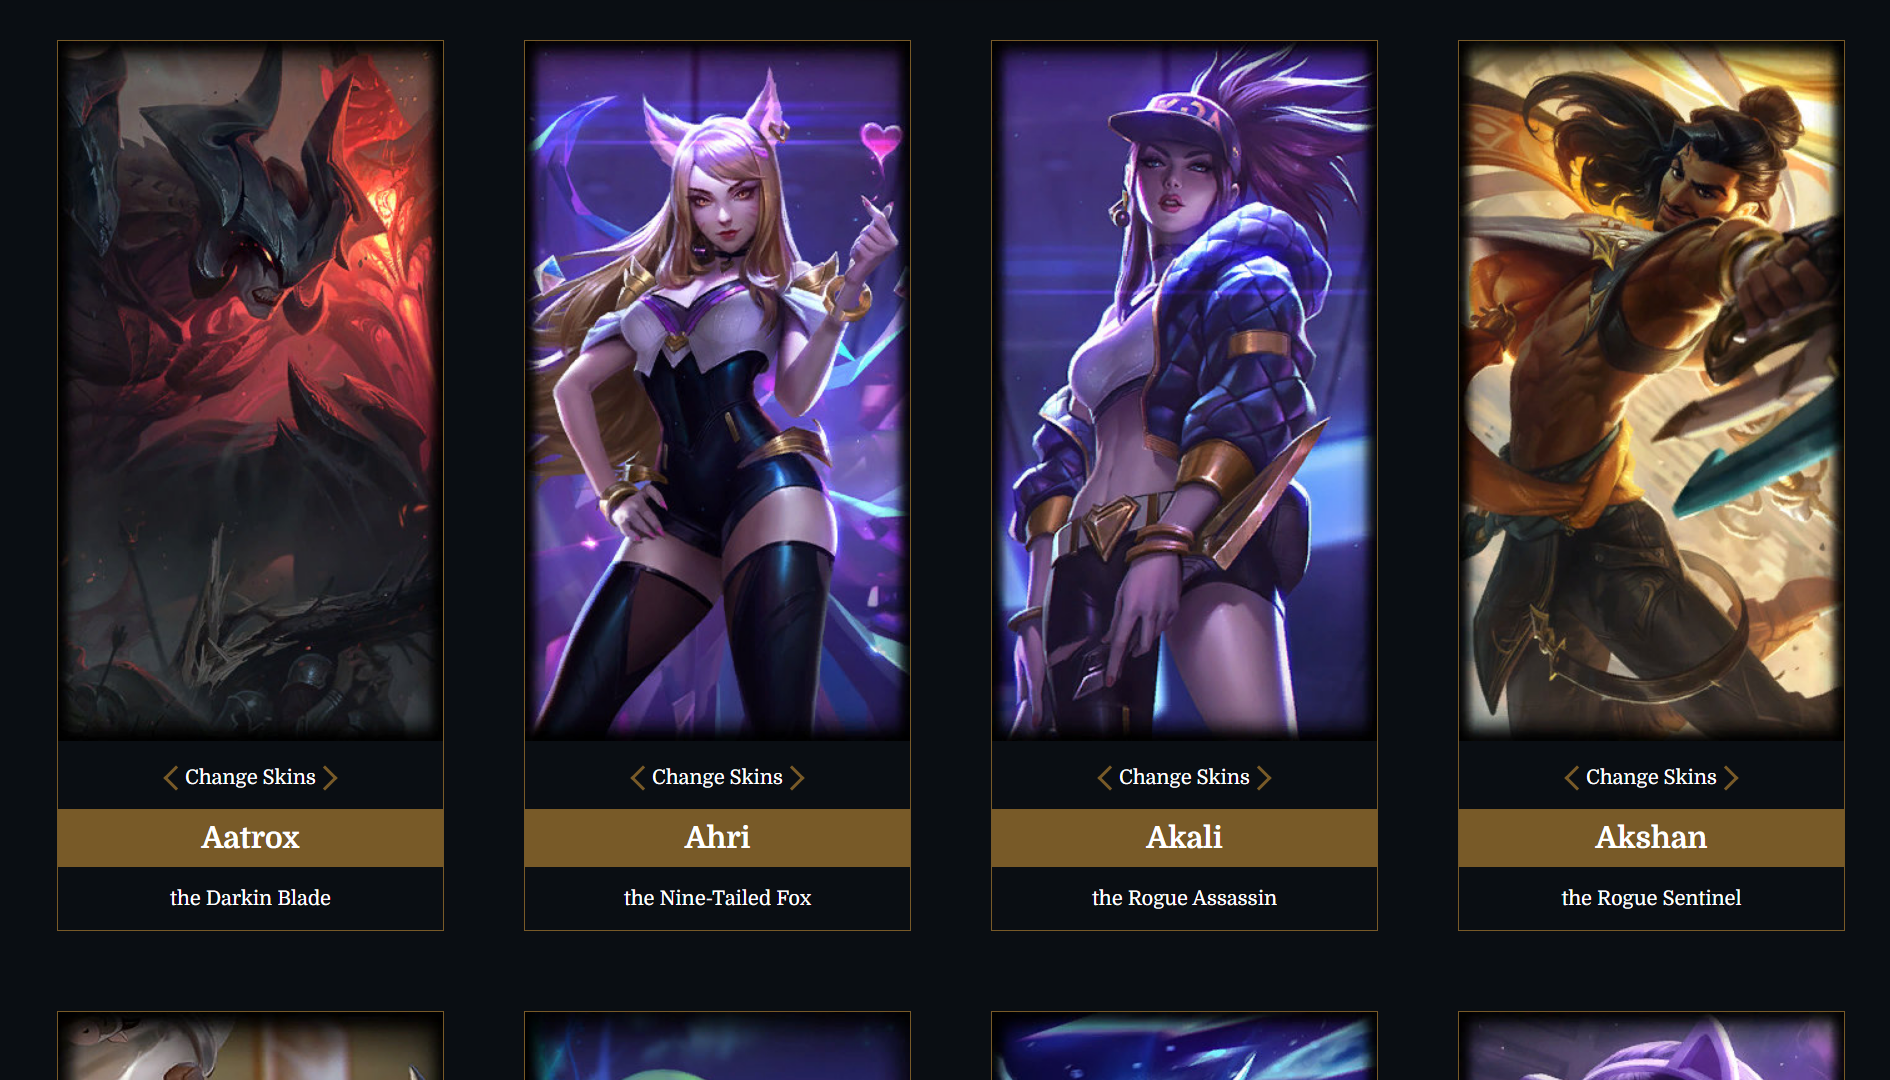 Change Skins
Aatrox
the Darkin Blade
Change Skins
Ahri
the Nine-Tailed Fox
K/DA
Change Skins
Akali
the Rogue Assassin
Change Skins
Akshan
the Rogue Sentinel